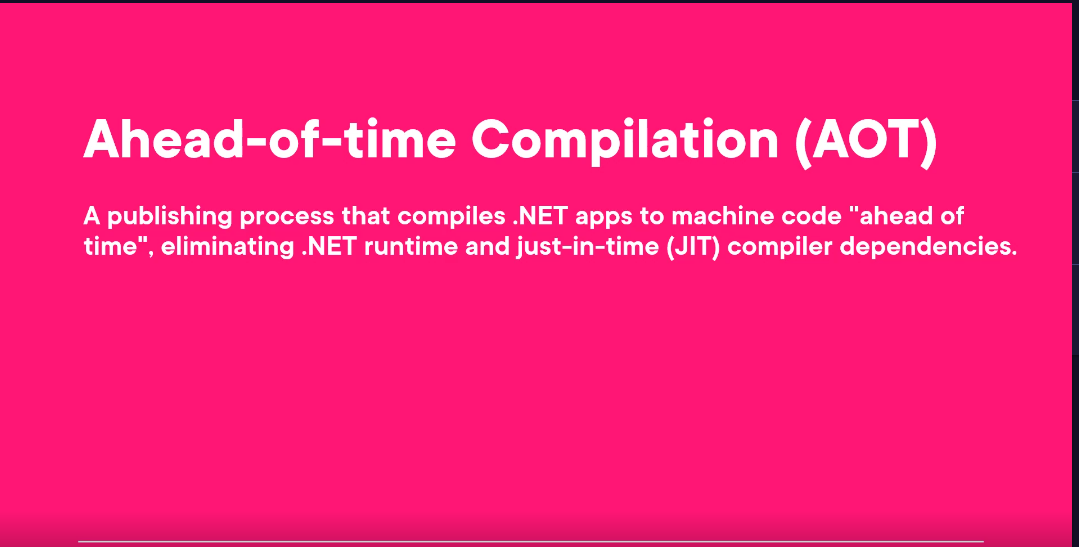 Ahead-of-time Compilation (AOT)
A publishing process that compiles .NET apps to machine code "ahead of
time", eliminating .NET runtime and just-in-time (JIT) compiler dependencies.